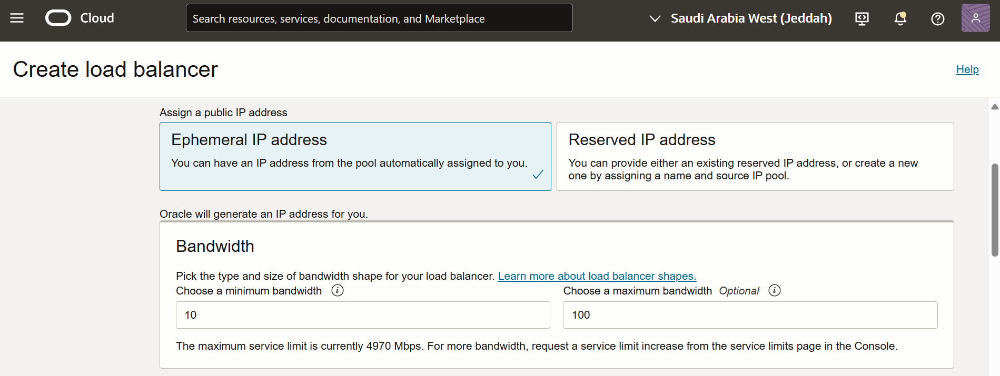 Cloud
Search resources, services, documentation, and Marketplace
Saudi Arabia West (Jeddah)
Create load balancer
Help
Assign a public IP address
Ephemeral IP address
You can have an IP address from the pool automatically assigned to you.
Reserved IP address
You can provide either an existing reserved IP address, or create a new
one by assigning a name and source IP pool.
Oracle will generate an IP address for you.
Bandwidth
Pick the type and size of bandwidth shape for your load balancer. Learn more about load balancer shapes.
Choose a minimum bandwidth
10
Choose a maximum bandwidth Optional
100
The maximum service limit is currently 4970 Mbps. For more bandwidth, request a service limit increase from the service limits page in the Console.